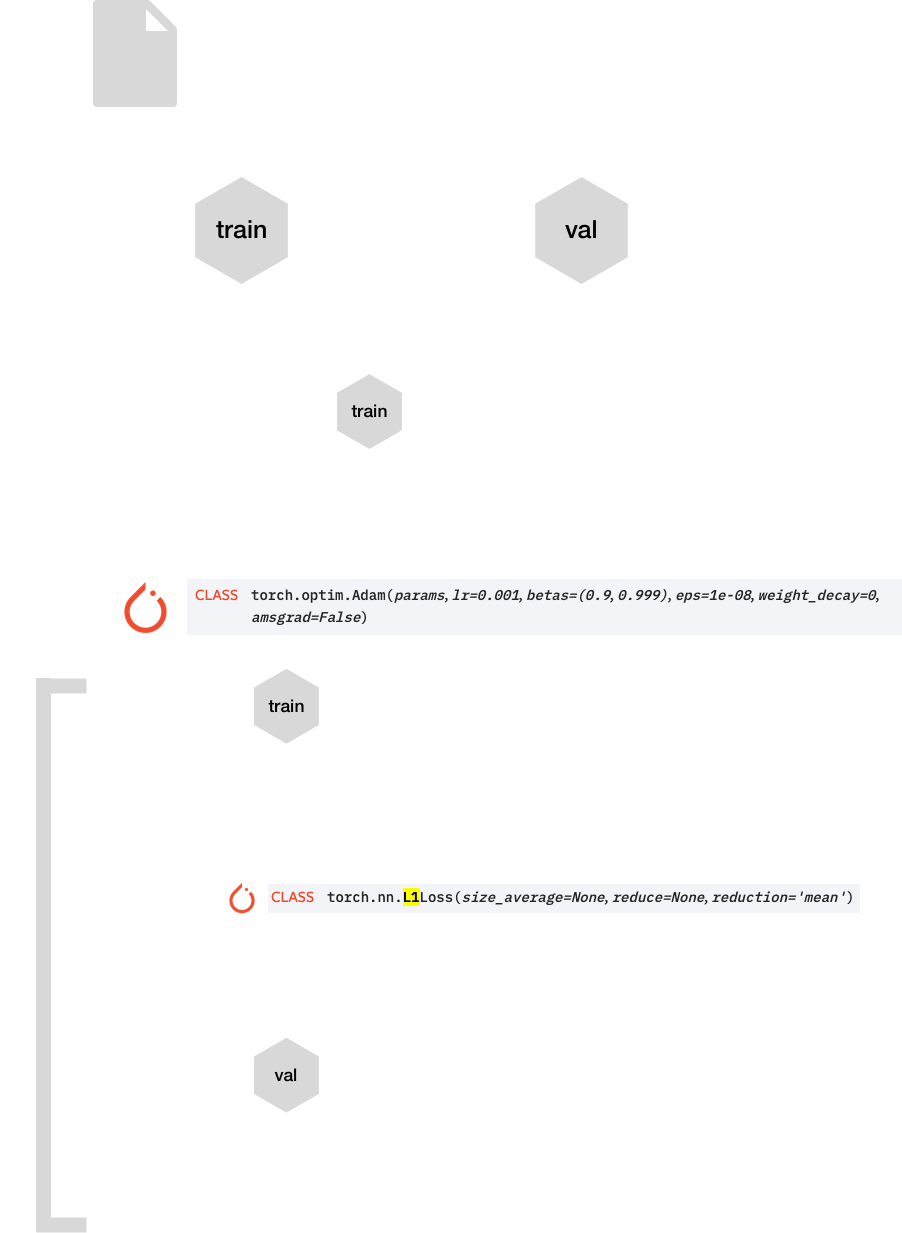 train
val
train
CLASS torch.optim.Adam(params, lr=0.001, betas=(0.9, 0.999), eps=1e-08, weight_decay=0,
amsgrad=False)
train
CLASS torch.nn.L1Loss(size_average=None, reduce=None, reduction='mean')
val